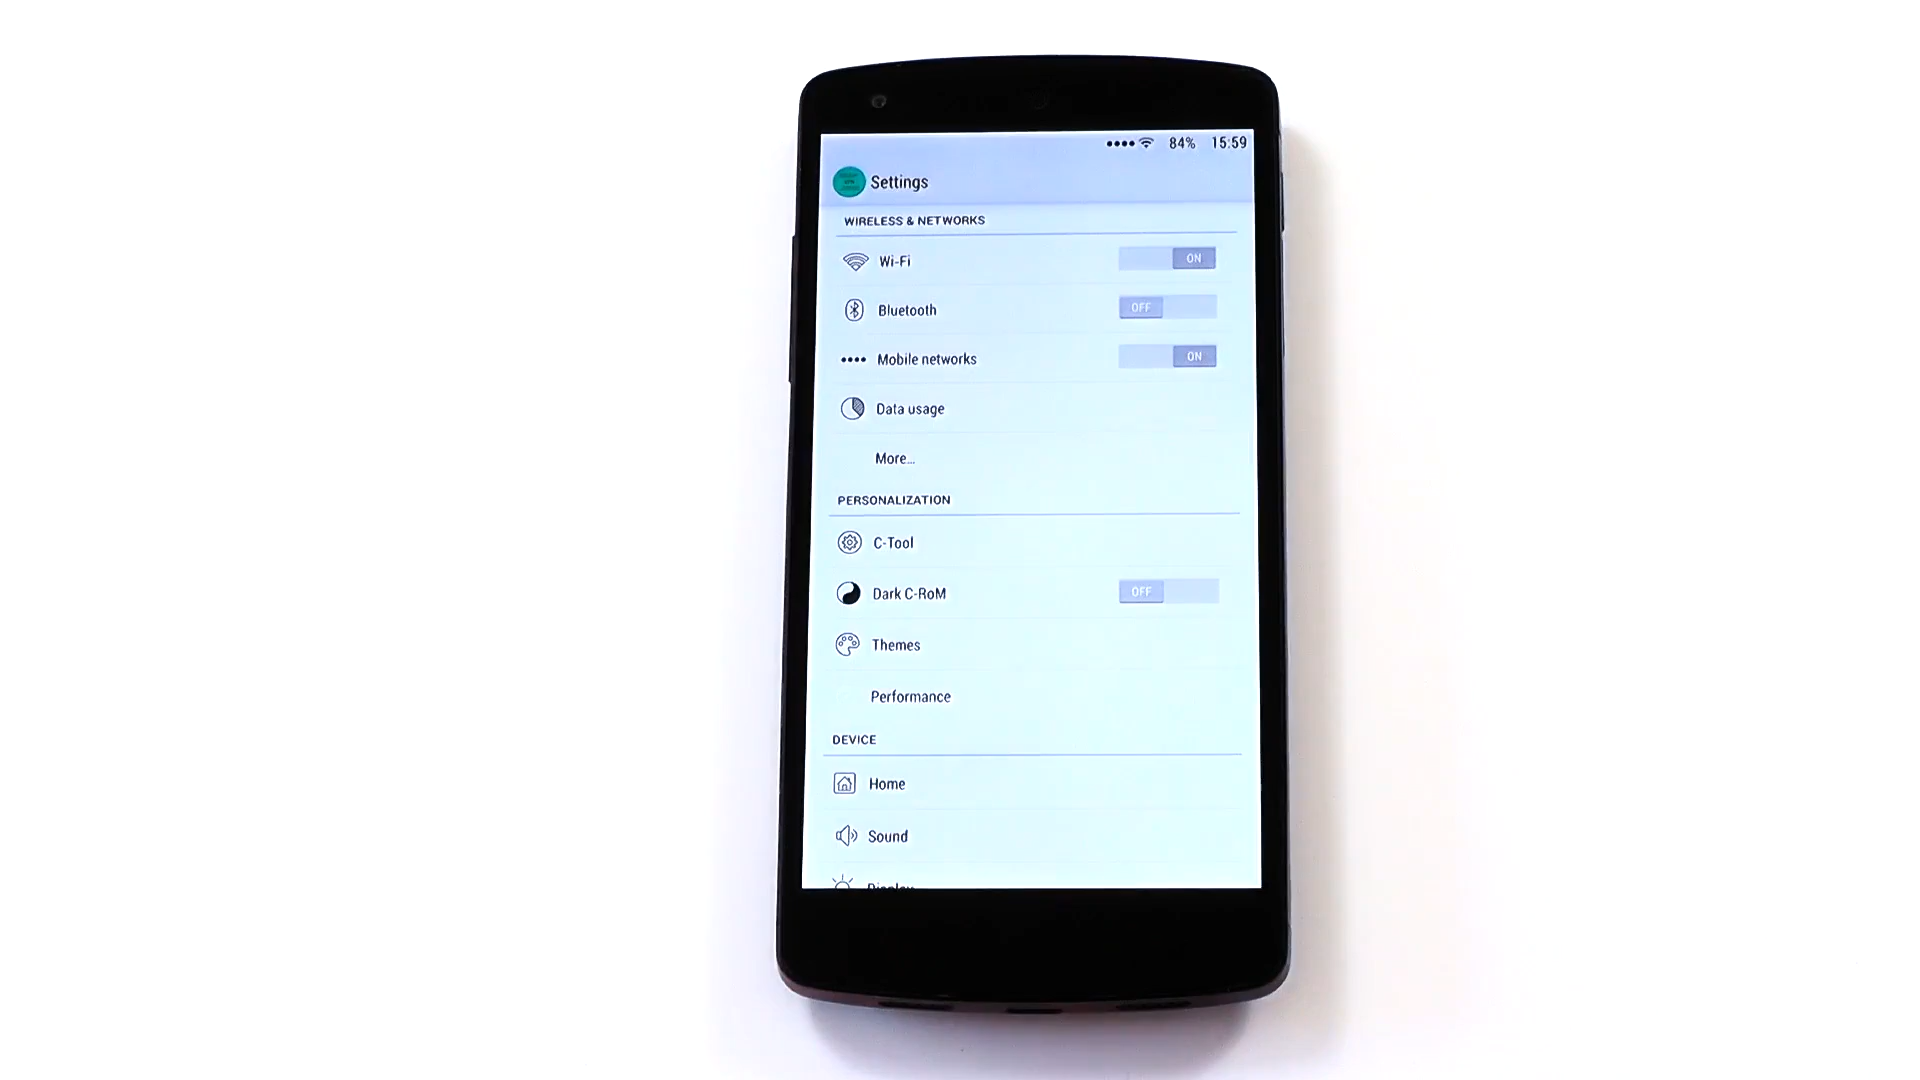 84% 15:59
Settings
WIRELESS & NETWORKS
Wi-Fi ON
Bluetooth OFF
Mobile networks ON
Data usage
More...
PERSONALIZATION
C-Tool
Dark C-RoM OFF
Themes
Performance
DEVICE
Home
Sound
Display